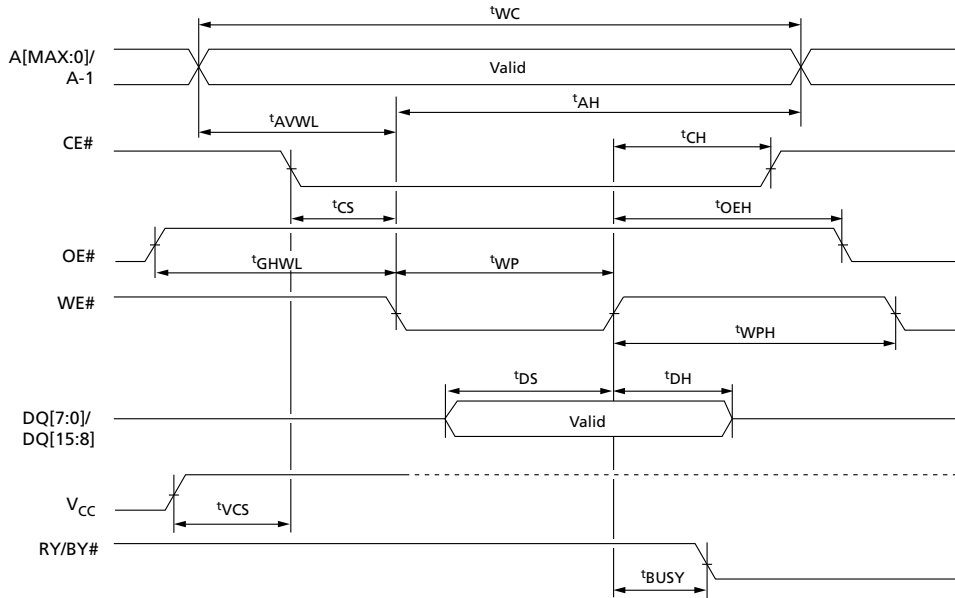 tWC
A[MAX:0]/
A-1
Valid
tAH
tAVWL
CE#
tCH
tCS
tOEH
OE#
tGHWL
tWP
WE#
tWPH
tDS
tDH
DQ[7:0]/
DQ[15:8]
Valid
VCC
tVCS
RY/BY#
tBUSY